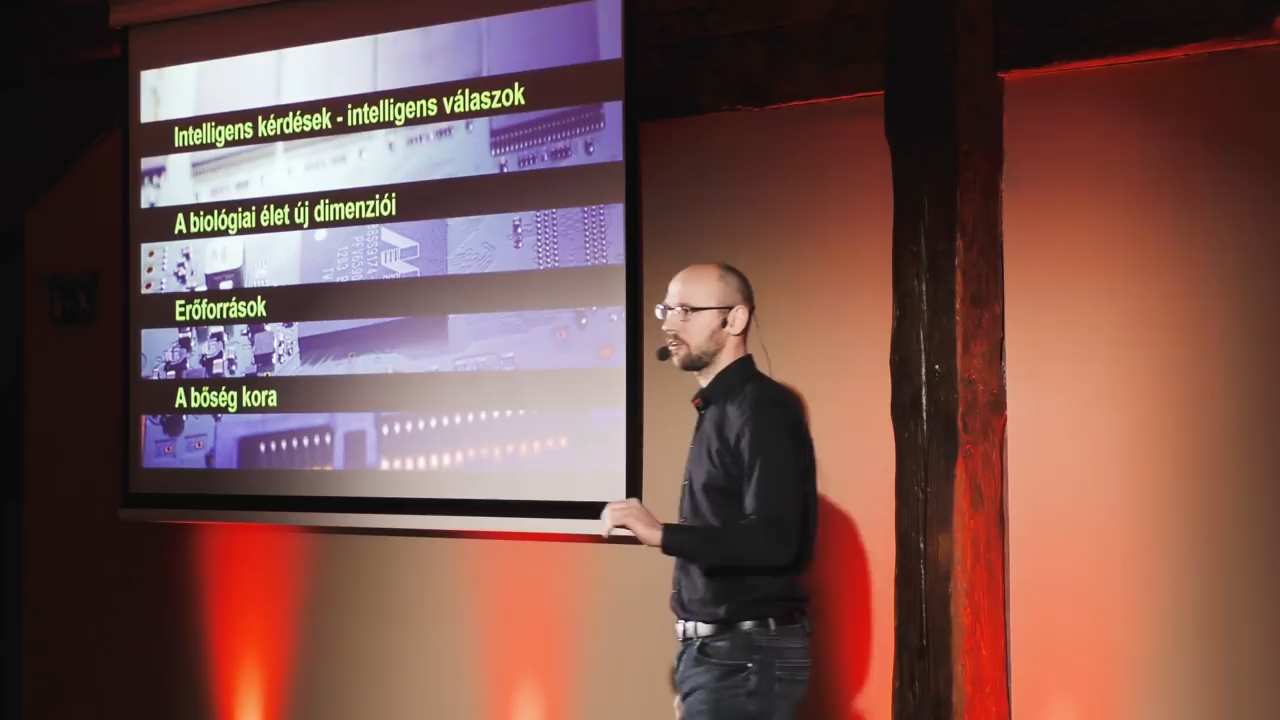 Intelligens kérdések - intelligens válaszok
A biológiai élet új dimenziói
Erőforrások
A bőség kora